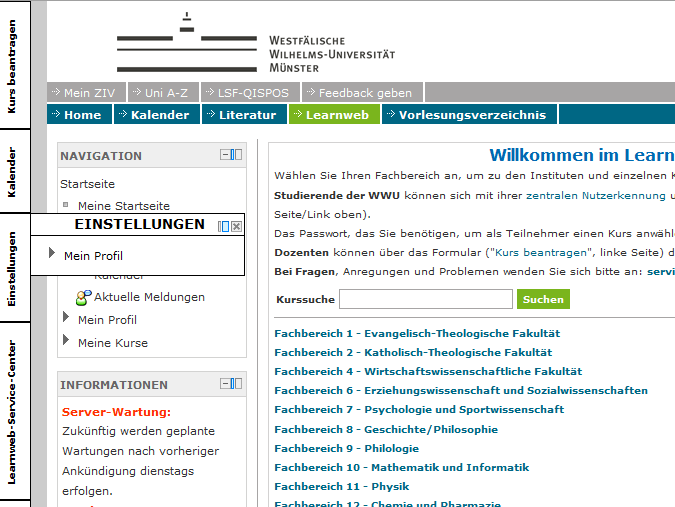 Kurs beantragen
Kalender
Einstellungen
Learnweb-Service-Center
WESTFÄLISCHE
WILHELMS-UNIVERSITÄT
MÜNSTER
Mein ZIV Uni A-Z LSF-QISPOS Feedback geben
Home Kalender Literatur Learnweb Vorlesungsverzeichnis
NAVIGATION
Startseite
Meine Startseite
EINSTELLUNGEN
Mein Profil
Kalender
Aktuelle Meldungen
Mein Profil
Meine Kurse
INFORMATIONEN
Server-Wartung:
Zukünftig werden geplante
Wartungen nach vorheriger
Ankündigung dienstags
erfolgen.
Willkommen im Learn
Wählen Sie Ihren Fachbereich an, um zu den Instituten und einzelnen K
Studierende der WWU können sich mit ihrer zentralen Nutzerkennung u
Seite/Link oben).
Das Passwort, das Sie benötigen, um als Teilnehmer einen Kurs anwähl
Dozenten können über das Formular ("Kurs beantragen", linke Seite) d
Bei Fragen, Anregungen und Problemen wenden Sie sich bitte an: servi
Kurssuche Suchen
Fachbereich 1 - Evangelisch-Theologische Fakultät
Fachbereich 2 - Katholisch-Theologische Fakultät
Fachbereich 4 - Wirtschaftswissenschaftliche Fakultät
Fachbereich 6 - Erziehungswissenschaft und Sozialwissenschaften
Fachbereich 7 - Psychologie und Sportwissenschaft
Fachbereich 8 - Geschichte/Philosophie
Fachbereich 9 - Philologie
Fachbereich 10 - Mathematik und Informatik
Fachbereich 11 - Physik
Fachbereich 12 - Chemie und Pharmazie